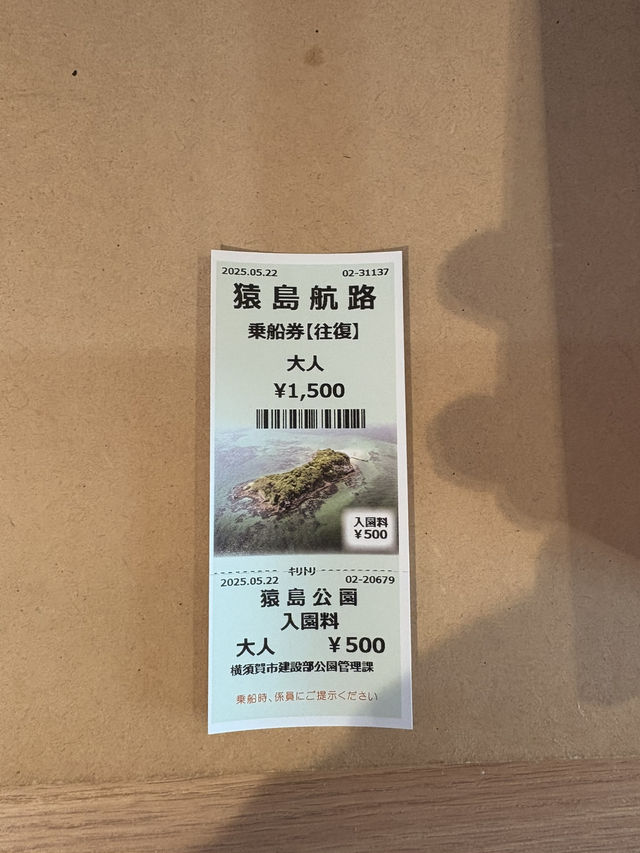 2025.05.22 02-31137
猿島航路
乗船券【往復】
大人
¥1,500
入園料
¥500
キリトリ
2025.05.22 02-20679
猿島公園
入園料
大人 ¥500
横須賀市建設部公園管理課
乗船時、係員にご提示ください